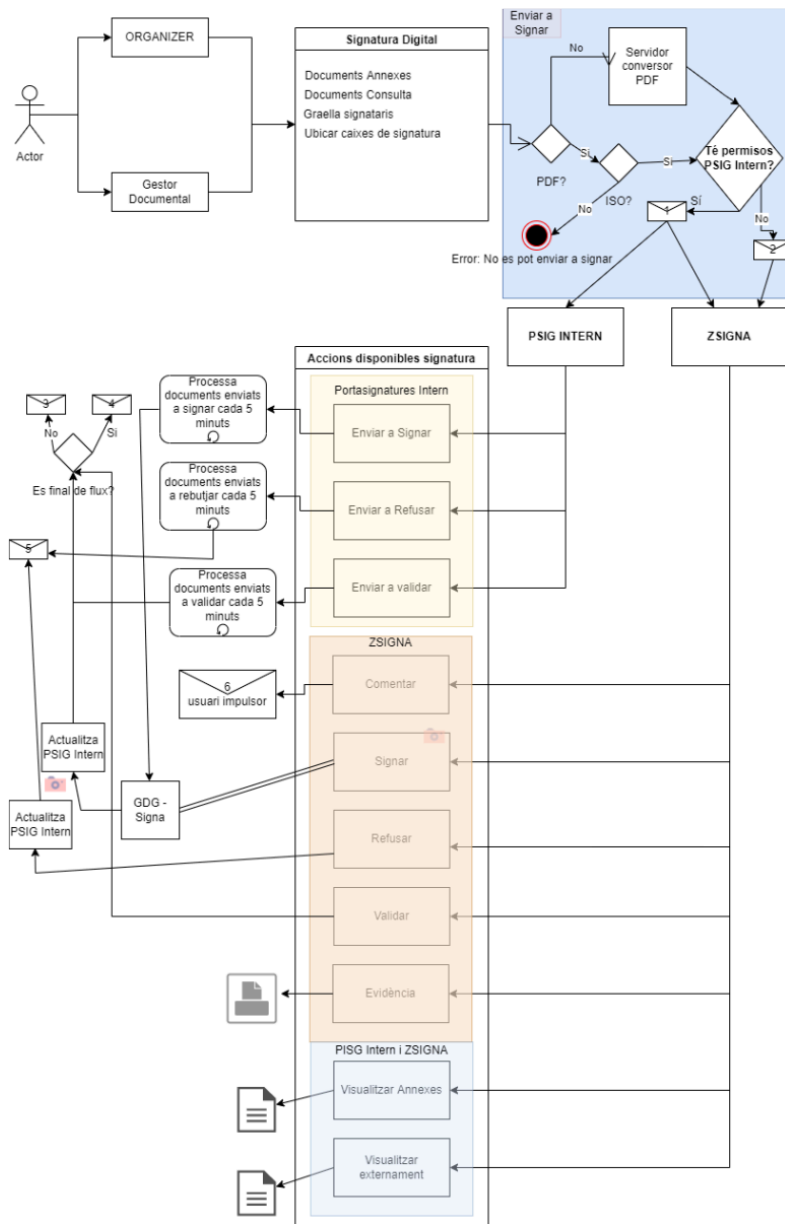 Enviar a
Signar
ORGANIZER
Signatura Digital
No
Servidor
conversor
PDF
Documents Annexes
Documents Consulta
Graella signataris
Ubicar caixes de signatura
Actor
Gestor
Documental
Si
PDF?
Si
ISO?
Té permisos
PSIG Intern?
No
1
Sí
No
2
Error: No es pot enviar a signar
PSIG INTERN
ZSIGNA
Accions disponibles signatura
Portasignatures Intern
Processa
documents enviats
a signar cada 5
minuts
Enviar a Signar
3
4
No
Si
Es final de flux?
Processa
documents enviats
a rebutjar cada 5
minuts
Enviar a Refusar
5
Processa
documents enviats
a validar cada 5
minuts
Enviar a validar
ZSIGNA
6
usuari impulsor
Comentar
Actualitza
PSIG Intern
Signar
GDG -
Signa
Actualitza
PSIG Intern
Refusar
Validar
Evidència
PISG Intern i ZSIGNA
Visualitzar Annexes
Visualitzar
externament